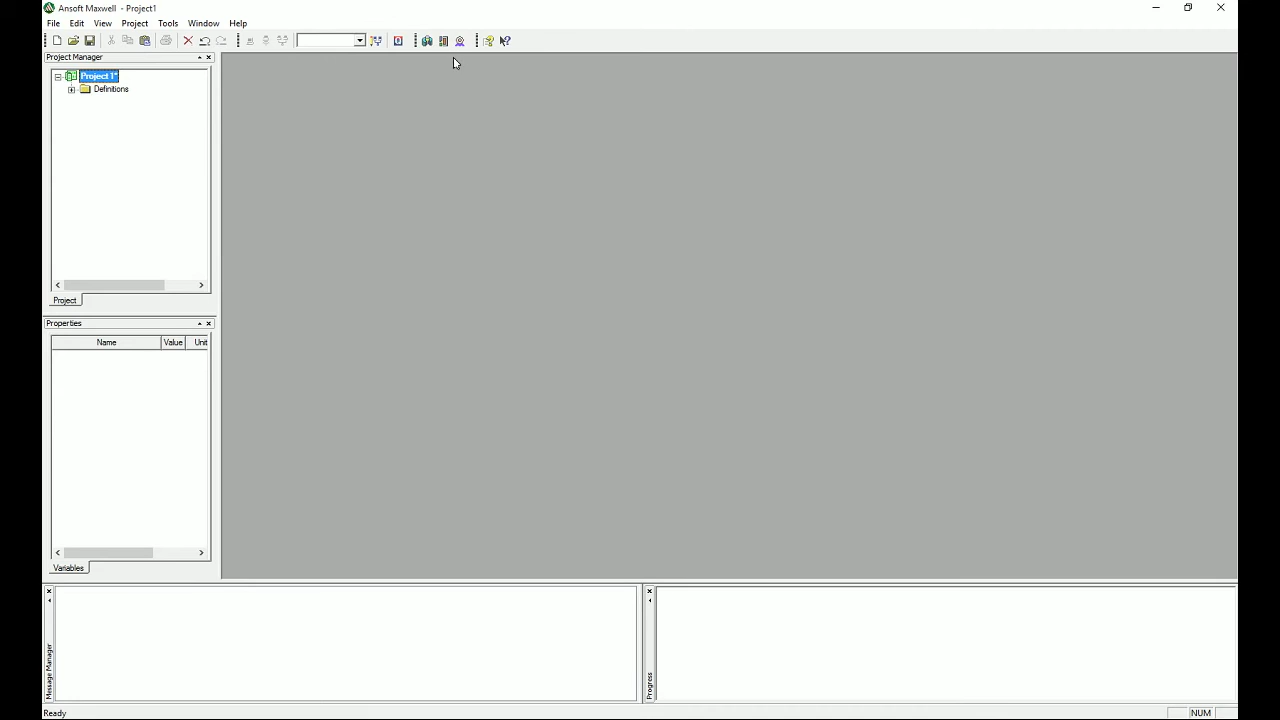 Ansoft Maxwell - Project1
File Edit View Project Tools Window Help
Project Manager
Project1*
Definitions
Project
Properties
Name Value Unit
Variables
Message Manager
Progress
Ready
NUM